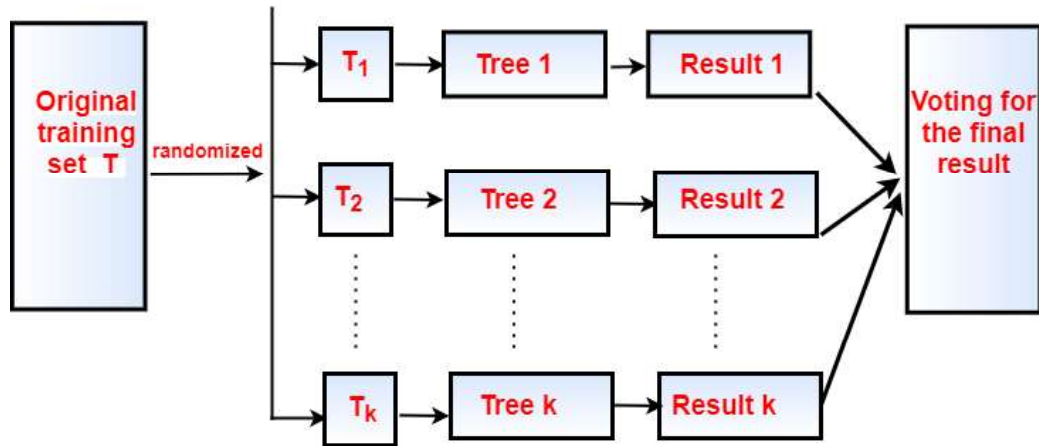 Original
training
set T
randomized
T1
Tree 1
Result 1
T2
Tree 2
Result 2
Tk
Tree k
Result k
Voting for
the final
result